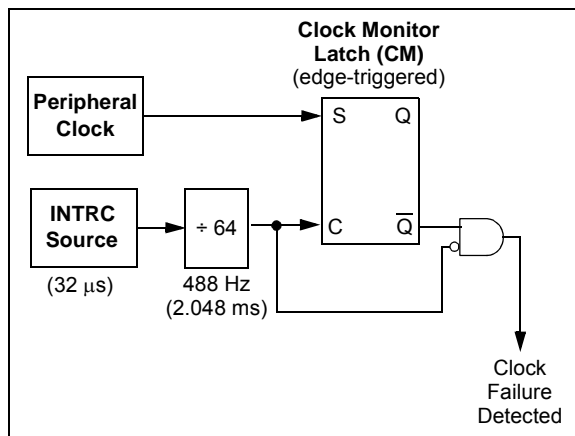 Clock Monitor
Latch (CM)
(edge-triggered)
Peripheral
Clock
S
Q
INTRC
Source
÷ 64
C
Q̅
(32 μs)
488 Hz
(2.048 ms)
Clock
Failure
Detected